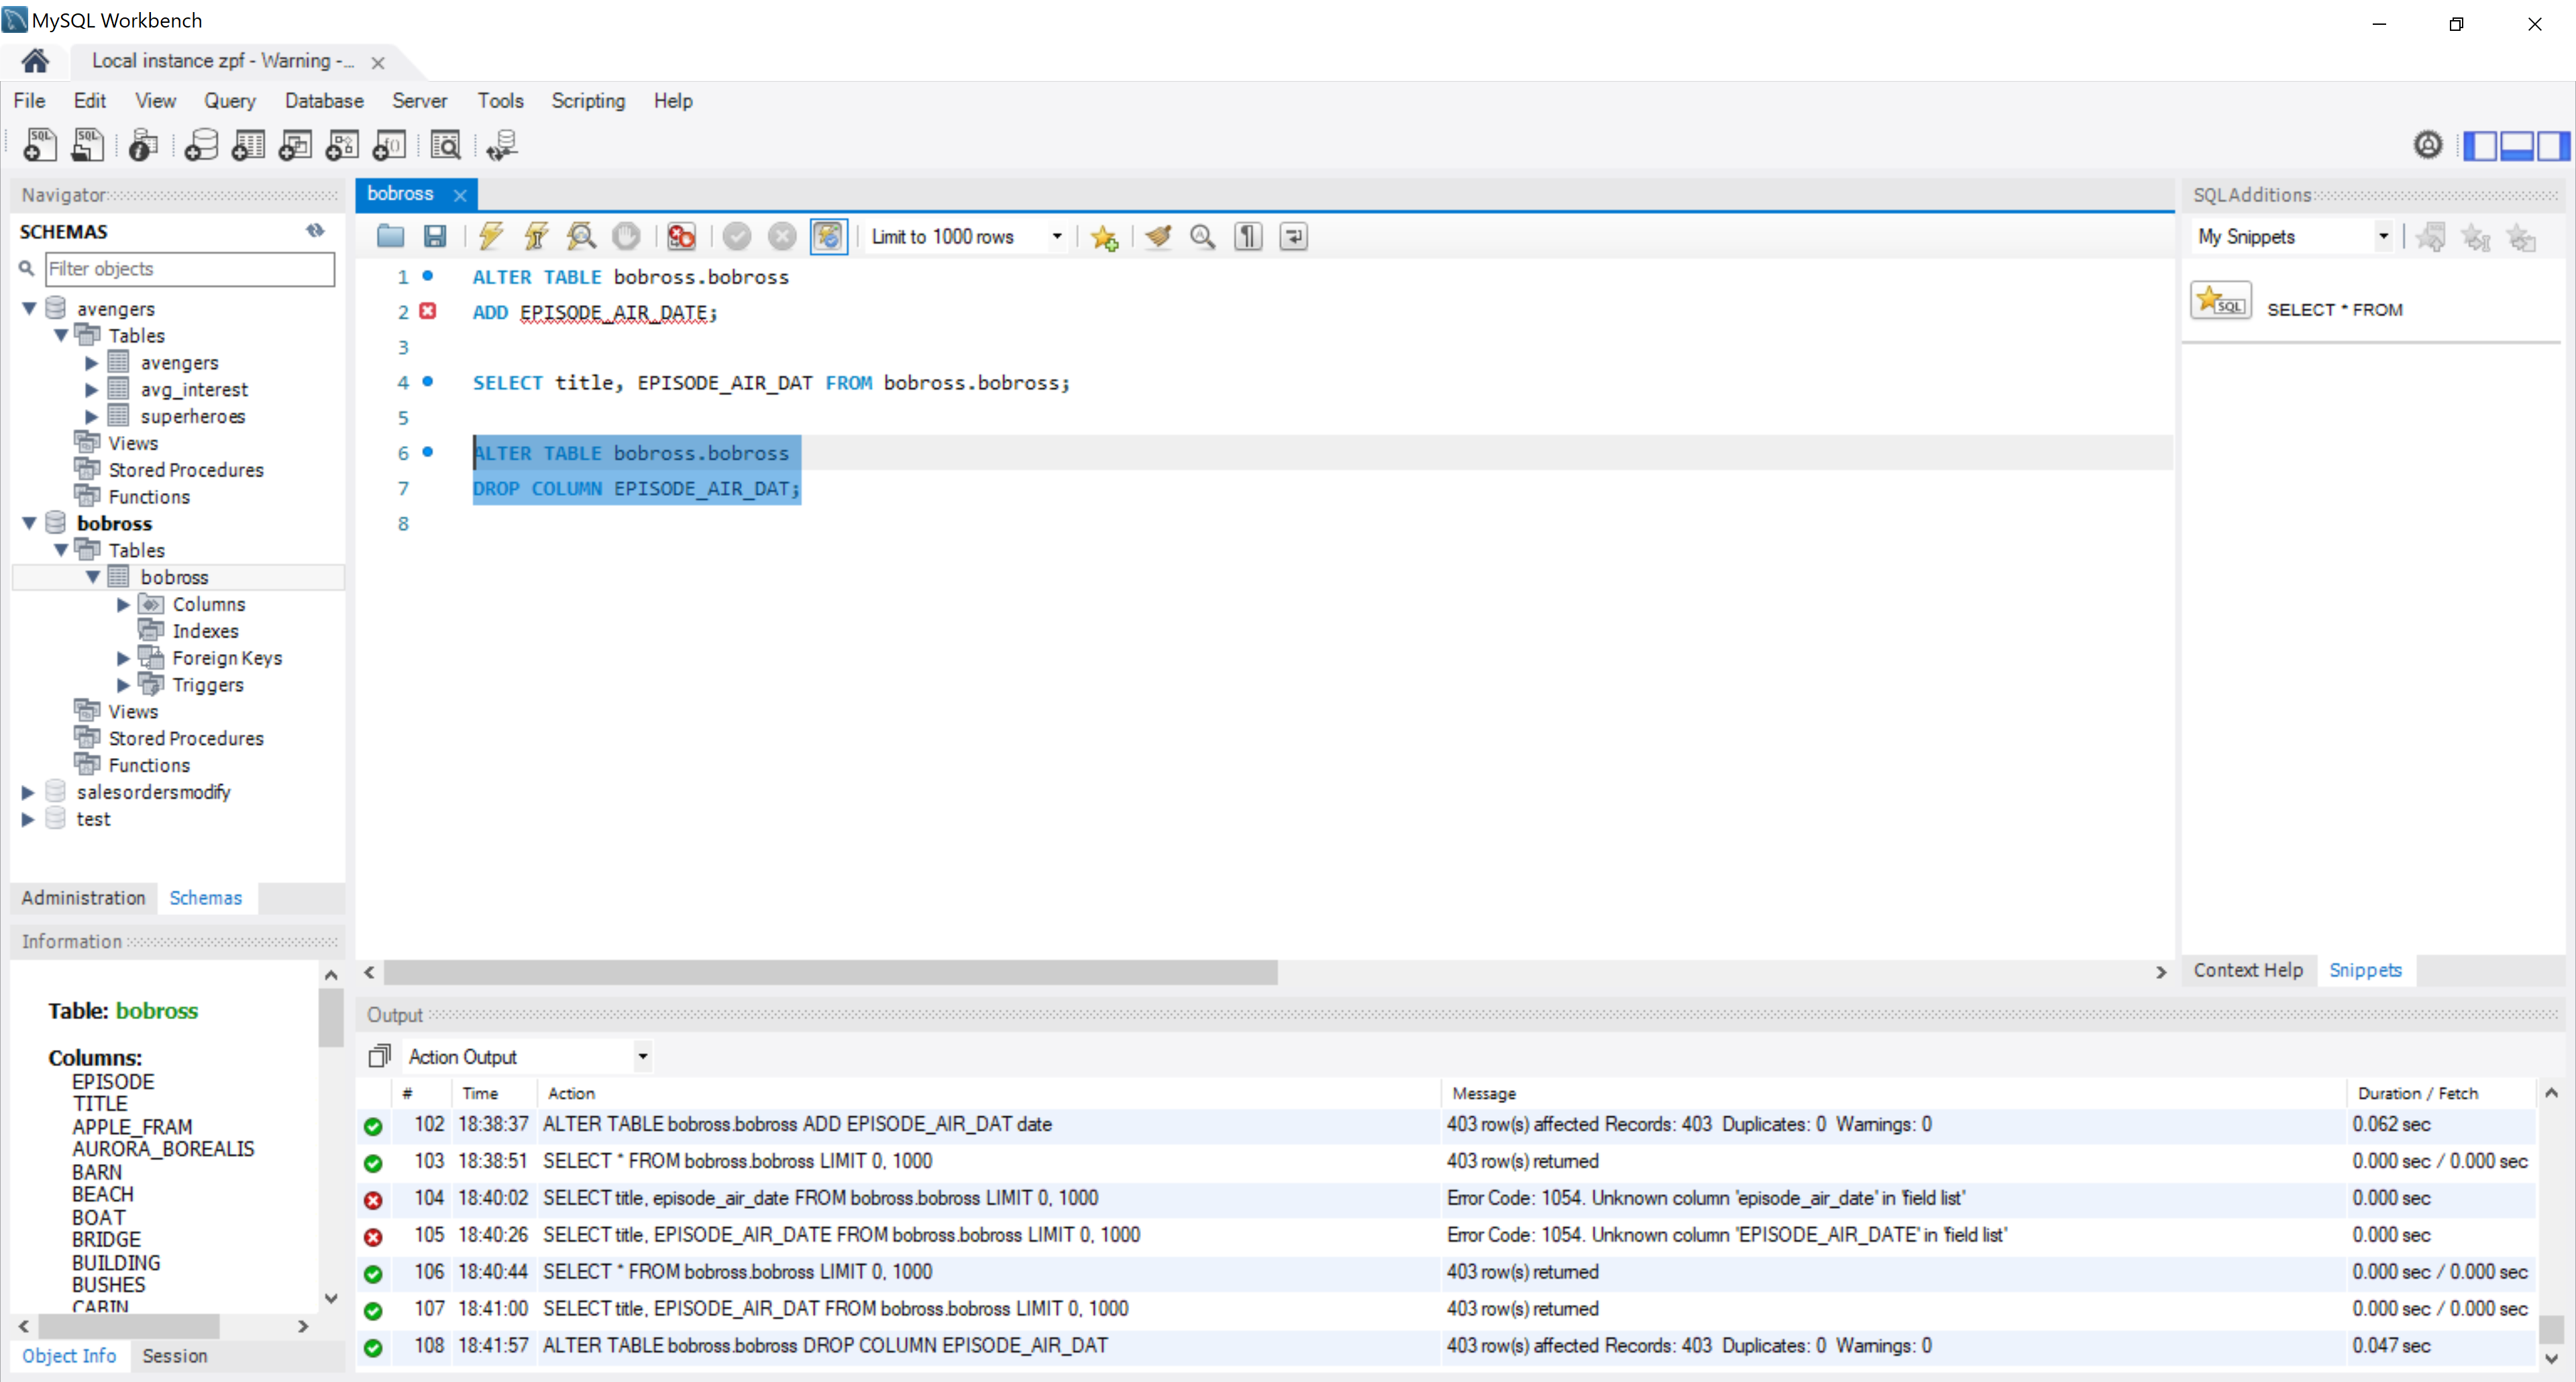 MySQL Workbench
Local instance zpf - Warning -...
File Edit View Query Database Server Tools Scripting Help
Navigator
SCHEMAS
Filter objects
avengers
Tables
avengers
avg_interest
superheroes
Views
Stored Procedures
Functions
bobross
Tables
bobross
Columns
Indexes
Foreign Keys
Triggers
Views
Stored Procedures
Functions
salesordersmodify
test
Administration Schemas
Information
Table: bobross
Columns:
EPISODE
TITLE
APPLE_FRAM
AURORA_BOREALIS
BARN
BEACH
BOAT
BRIDGE
BUILDING
BUSHES
CABIN
Object Info Session
bobross
Limit to 1000 rows
1 ALTER TABLE bobross.bobross
2 ADD EPISODE_AIR_DATE;
3
4 SELECT title, EPISODE_AIR_DAT FROM bobross.bobross;
5
6 ALTER TABLE bobross.bobross
7 DROP COLUMN EPISODE_AIR_DAT;
8
SQLAdditions
My Snippets
SQL SELECT * FROM
Context Help Snippets
Output
Action Output
# Time Action Message Duration / Fetch
102 18:38:37 ALTER TABLE bobross.bobross ADD EPISODE_AIR_DAT date 403 row(s) affected Records: 403 Duplicates: 0 Warnings: 0 0.062 sec
103 18:38:51 SELECT * FROM bobross.bobross LIMIT 0, 1000 403 row(s) returned 0.000 sec / 0.000 sec
104 18:40:02 SELECT title, episode_air_date FROM bobross.bobross LIMIT 0, 1000 Error Code: 1054. Unknown column 'episode_air_date' in 'field list' 0.000 sec
105 18:40:26 SELECT title, EPISODE_AIR_DATE FROM bobross.bobross LIMIT 0, 1000 Error Code: 1054. Unknown column 'EPISODE_AIR_DATE' in 'field list' 0.000 sec
106 18:40:44 SELECT * FROM bobross.bobross LIMIT 0, 1000 403 row(s) returned 0.000 sec / 0.000 sec
107 18:41:00 SELECT title, EPISODE_AIR_DAT FROM bobross.bobross LIMIT 0, 1000 403 row(s) returned 0.000 sec / 0.000 sec
108 18:41:57 ALTER TABLE bobross.bobross DROP COLUMN EPISODE_AIR_DAT 403 row(s) affected Records: 403 Duplicates: 0 Warnings: 0 0.047 sec